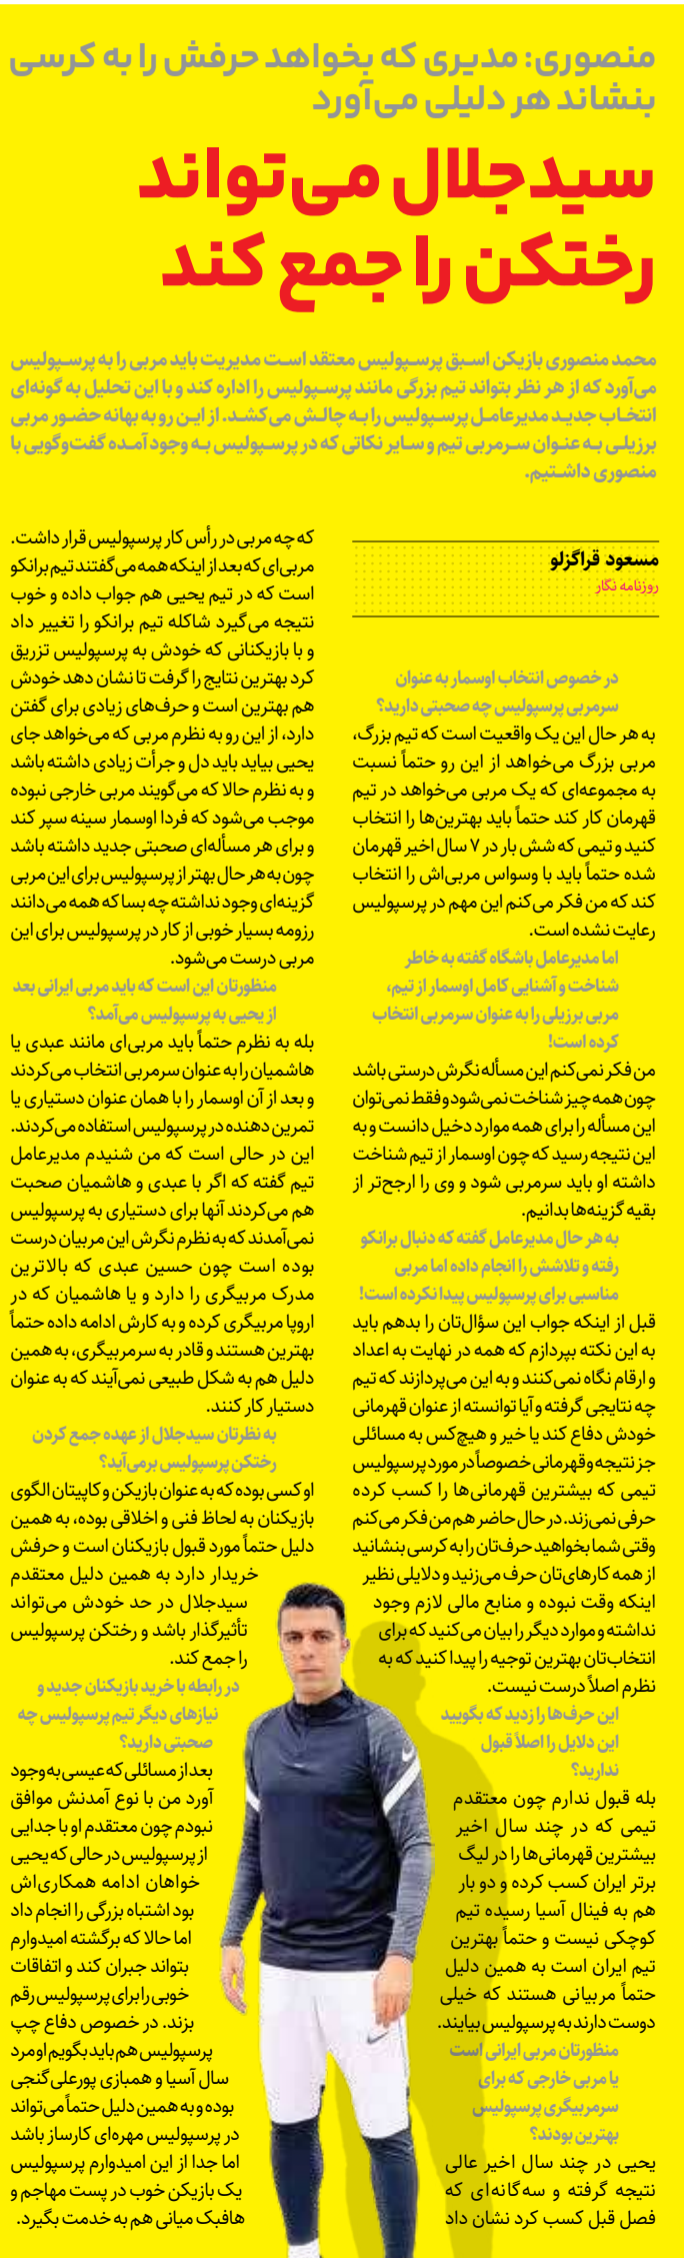 منصوری: مدیری که بخواهد حرفش را به کرسی
بنشاند هر دلیلی می‌آورد
سیدجلال می‌تواند
رختکن را جمع کند
محمد منصوری بازیکن اسبق پرسپولیس معتقد است مدیریت باید مربی را به پرسپولیس
می‌آورد که از هر نظر بتواند تیم بزرگی مانند پرسپولیس را اداره کند و با این تحلیل به گونه‌ای
انتخاب جدید مدیرعامل پرسپولیس را به چالش می‌کشد. از این رو به بهانه حضور مربی
برزیلی به عنوان سرمربی تیم و سایر نکاتی که در پرسپولیس به وجود آمده گفت‌وگویی با
منصوری داشتیم.
مسعود قراگزلو
روزنامه نگار
در خصوص انتخاب اوسمار به عنوان
سرمربی پرسپولیس چه صحبتی دارید؟
به هر حال این یک واقعیت است که تیم بزرگ،
مربی بزرگ می‌خواهد از این رو حتماً نسبت
به مجموعه‌ای که یک مربی می‌خواهد در تیم
قهرمان کار کند حتماً باید بهترین‌ها را انتخاب
کنید و تیمی که شش بار در ۷ سال اخیر قهرمان
شده حتماً باید با وسواس مربی‌اش را انتخاب
کند که من فکر می‌کنم این مهم در پرسپولیس
رعایت نشده است.
اما مدیرعامل باشگاه گفته به خاطر
شناخت و آشنایی کامل اوسمار از تیم،
مربی برزیلی را به عنوان سرمربی انتخاب
کرده است!
من فکر نمی‌کنم این مسأله نگرش درستی باشد
چون همه چیز شناخت نمی‌شود و فقط نمی‌توان
این مسأله را برای همه موارد دخیل دانست و به
این نتیجه رسید که چون اوسمار از تیم شناخت
داشته او باید سرمربی شود و وی را ارجح‌تر از
بقیه گزینه‌ها بدانیم.
به هر حال مدیرعامل گفته که دنبال برانکو
رفته و تلاشش را انجام داده اما مربی
مناسبی برای پرسپولیس پیدا نکرده است!
قبل از اینکه جواب این سؤال‌تان را بدهم باید
به این نکته بپردازم که همه در نهایت به اعداد
و ارقام نگاه نمی‌کنند و به این می‌پردازند که تیم
چه نتایجی گرفته و آیا توانسته از عنوان قهرمانی
خودش دفاع کند یا خیر و هیچ‌کس به مسائلی
جز نتیجه و قهرمانی خصوصاً در مورد پرسپولیس
تیمی که بیشترین قهرمانی‌ها را کسب کرده
حرفی نمی‌زند. در حال حاضر هم من فکر می‌کنم
وقتی شما بخواهید حرف‌تان را به کرسی بنشانید
از همه کارهای‌تان حرف می‌زنید و دلایلی نظیر
اینکه وقت نبوده و منابع مالی لازم وجود
نداشته و موارد دیگر را بیان می‌کنید که برای
انتخاب‌تان بهترین توجیه را پیدا کنید که به
نظرم اصلاً درست نیست.
این حرف‌ها را زدید که بگویید
این دلایل را اصلاً قبول
ندارید؟
بله قبول ندارم چون معتقدم
تیمی که در چند سال اخیر
بیشترین قهرمانی‌ها را در لیگ
برتر ایران کسب کرده و دو بار
هم به فینال آسیا رسیده تیم
کوچکی نیست و حتماً بهترین
تیم ایران است به همین دلیل
حتماً مربیانی هستند که خیلی
دوست دارند به پرسپولیس بیایند.
منظورتان مربی ایرانی است
یا مربی خارجی که برای
سرمربیگری پرسپولیس
بهترین بودند؟
یحیی در چند سال اخیر عالی
نتیجه گرفته و سه‌گانه‌ای که
فصل قبل کسب کرد نشان داد
که چه مربی در رأس کار پرسپولیس قرار داشت.
مربی‌ای که بعد از اینکه همه می‌گفتند تیم برانکو
است که در تیم یحیی هم جواب داده و خوب
نتیجه می‌گیرد شاکله تیم برانکو را تغییر داد
و با بازیکنانی که خودش به پرسپولیس تزریق
کرد بهترین نتایج را گرفت تا نشان دهد خودش
هم بهترین است و حرف‌های زیادی برای گفتن
دارد، از این رو به نظرم مربی که می‌خواهد جای
یحیی بیاید باید دل و جرأت زیادی داشته باشد
و به نظرم حالا که می‌گویند مربی خارجی نبوده
موجب می‌شود که فردا اوسمار سینه سپر کند
و برای هر مسأله‌ای صحبتی جدید داشته باشد
چون به هر حال بهتر از پرسپولیس برای این مربی
گزینه‌ای وجود نداشته چه بسا که همه می‌دانند
رزومه بسیار خوبی از کار در پرسپولیس برای این
مربی درست می‌شود.
منظورتان این است که باید مربی ایرانی بعد
از یحیی به پرسپولیس می‌آمد؟
بله به نظرم حتماً باید مربی‌ای مانند عبدی یا
هاشمیان را به عنوان سرمربی انتخاب می‌کردند
و بعد از آن اوسمار را با همان عنوان دستیاری یا
تمرین دهنده در پرسپولیس استفاده می‌کردند.
این در حالی است که من شنیدم مدیرعامل
تیم گفته که اگر با عبدی و هاشمیان صحبت
هم می‌کردند آنها برای دستیاری به پرسپولیس
نمی‌آمدند که به نظرم نگرش این مربیان درست
بوده است چون حسین عبدی که بالاترین
مدرک مربیگری را دارد و یا هاشمیان که در
اروپا مربیگری کرده و به کارش ادامه داده حتماً
بهترین هستند و قادر به سرمربیگری، به همین
دلیل هم به شکل طبیعی نمی‌آیند که به عنوان
دستیار کار کنند.
به نظرتان سیدجلال از عهده جمع کردن
رختکن پرسپولیس برمی‌آید؟
او کسی بوده که به عنوان بازیکن و کاپیتان الگوی
بازیکنان به لحاظ فنی و اخلاقی بوده، به همین
دلیل حتماً مورد قبول بازیکنان است و حرفش
خریدار دارد به همین دلیل معتقدم
سیدجلال در حد خودش می‌تواند
تأثیرگذار باشد و رختکن پرسپولیس
را جمع کند.
در رابطه با خرید بازیکنان جدید و
نیازهای دیگر تیم پرسپولیس چه
صحبتی دارید؟
بعد از مسائلی که عیسی به وجود
آورد من با نوع آمدنش موافق
نبودم چون معتقدم او با جدایی
از پرسپولیس در حالی که یحیی
خواهان ادامه همکاری‌اش
بود اشتباه بزرگی را انجام داد
اما حالا که برگشته امیدوارم
بتواند جبران کند و اتفاقات
خوبی را برای پرسپولیس رقم
بزند. در خصوص دفاع چپ
پرسپولیس هم باید بگویم او مرد
سال آسیا و همبازی پورعلی‌گنجی
بوده و به همین دلیل حتماً می‌تواند
در پرسپولیس مهره‌ای کارساز باشد
اما جدا از این امیدوارم پرسپولیس
یک بازیکن خوب در پست مهاجم و
هافبک میانی هم به خدمت بگیرد.